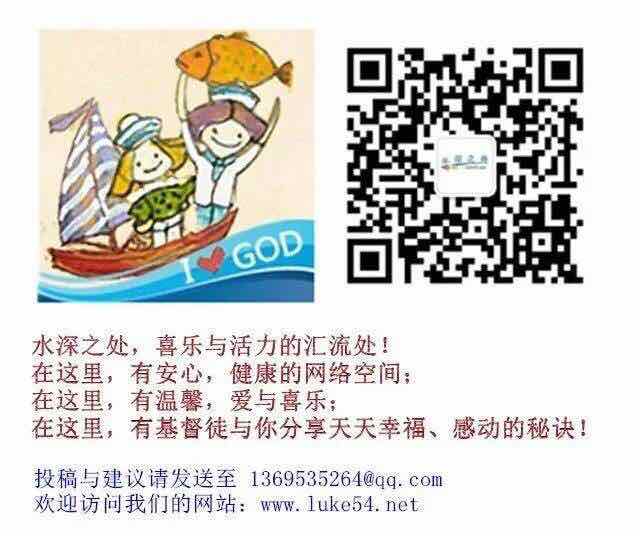 I ❤ GOD
水深之处，喜乐与活力的汇流处！
在这里，有安心，健康的网络空间；
在这里，有温馨，爱与喜乐；
在这里，有基督徒与你分享天天幸福、感动的秘诀！
投稿与建议请发送至 1369535264@qq.com
欢迎访问我们的网站：www.luke54.net